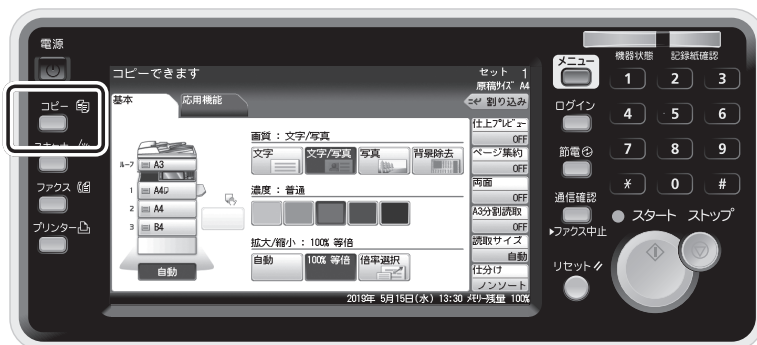 電源
コピー
ファクス
プリンター
コピーできます
セット 1
原稿ｻｲｽﾞ A4
基本
応用機能
割り込み
画質：文字/写真
文字
文字/写真
写真
背景除去
濃度：普通
拡大/縮小：100% 等倍
自動
100% 等倍
倍率選択
ﾙｰﾌ A3
1 A4
2 A4
3 B4
自動
仕上ﾌﾟﾚﾋﾞｭｰ
OFF
ページ集約
OFF
両面
OFF
A3分割読取
OFF
読取サイズ
自動
仕分け
ノンソート
2019年 5月15日(水) 13:30 ﾒﾓﾘｰ残量 100%
メニュー
ログイン
節電
通信確認
▶ファクス中止
リセット
機器状態
記録紙確認
1 2 3
4 5 6
7 8 9
* 0 #
スタート
ストップ